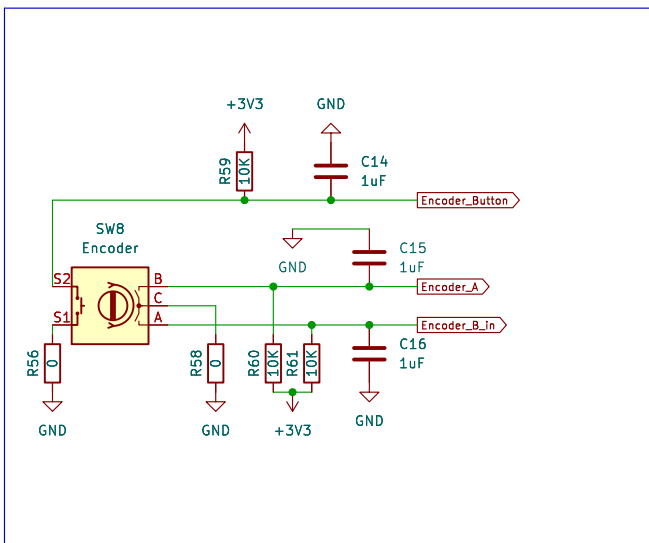 +3V3
GND
R59
10K
C14
1uF
Encoder_Button
SW8
Encoder
C15
1uF
GND
S2
B
Encoder_A
C
S1
A
Encoder_B_in
R56
0
R58
0
R60
10K
R61
10K
C16
1uF
GND
GND
+3V3
GND